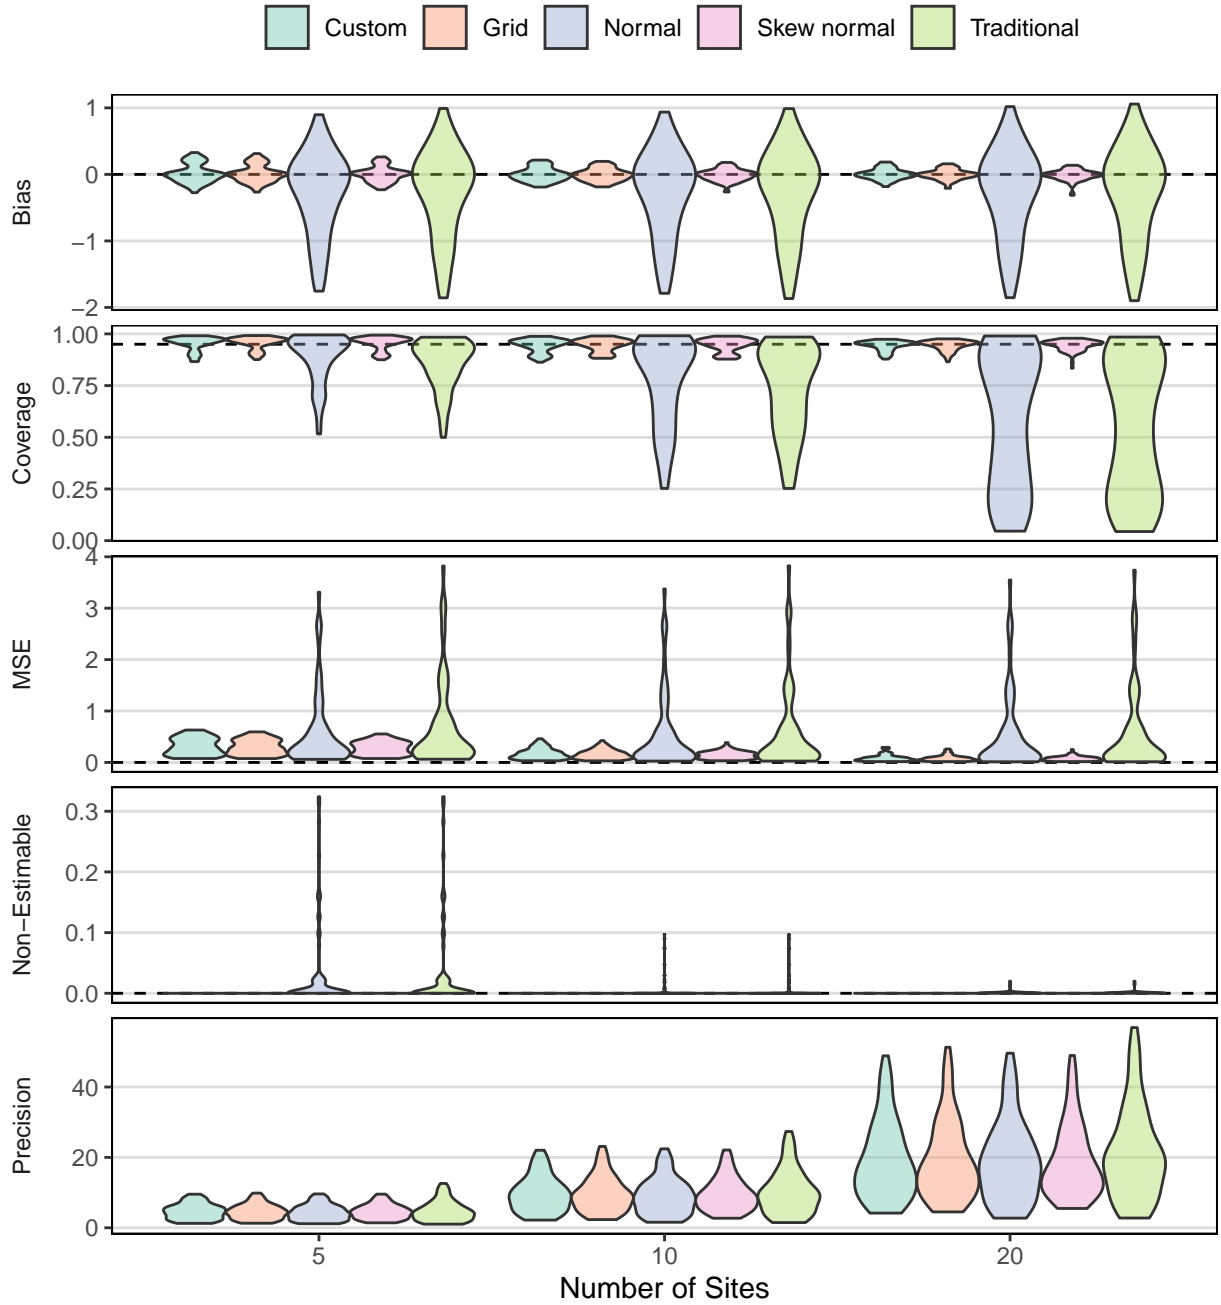 Custom Grid Normal Skew normal Traditional
Bias
1
0
−1
−2
Coverage
1.00
0.75
0.50
0.25
0.00
MSE
4
3
2
1
0
Non−Estimable
0.3
0.2
0.1
0.0
Precision
40
20
0
5 10 20
Number of Sites